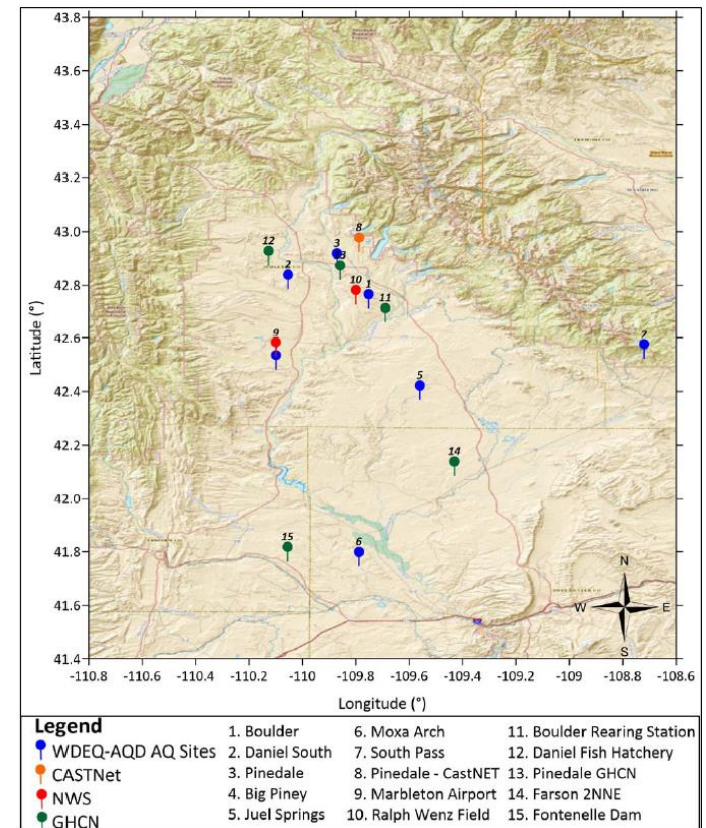 43.8
43.6
43.4
43.2
43.0
42.8
42.6
42.4
42.2
42.0
41.8
41.6
41.4
Latitude (°)
12
2
3
8
10
1
11
9
7
5
14
15
6
N
W E
S
-110.8 -110.6 -110.4 -110.2 -110 -109.8 -109.6 -109.4 -109.2 -109 -108.8 -108.6
Longitude (°)
Legend
WDEQ-AQD AQ Sites
CASTNet
NWS
GHCN
1. Boulder
2. Daniel South
3. Pinedale
4. Big Piney
5. Juel Springs
6. Moxa Arch
7. South Pass
8. Pinedale - CastNET
9. Marbleton Airport
10. Ralph Wenz Field
11. Boulder Rearing Station
12. Daniel Fish Hatchery
13. Pinedale GHCN
14. Farson 2NNE
15. Fontenelle Dam